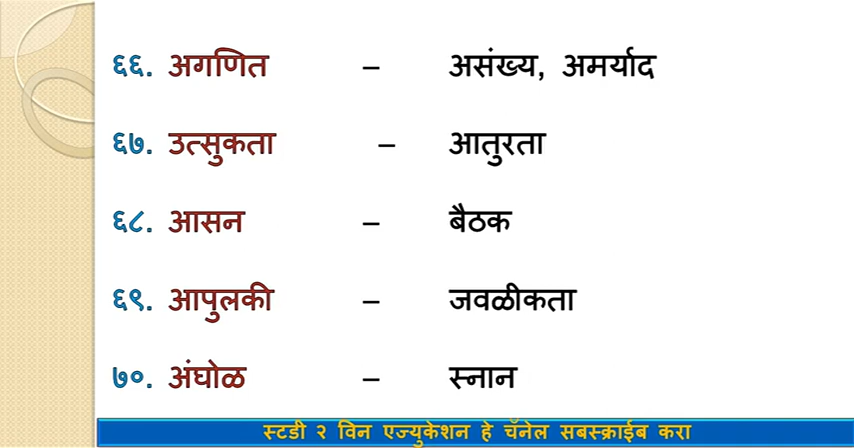 ६६. अगणित – असंख्य, अमर्याद
६७. उत्सुकता – आतुरता
६८. आसन – बैठक
६९. आपुलकी – जवळीकता
७०. अंघोळ – स्नान
स्टडी २ विन एज्युकेशन हे चॅनेल सबस्क्राईब करा